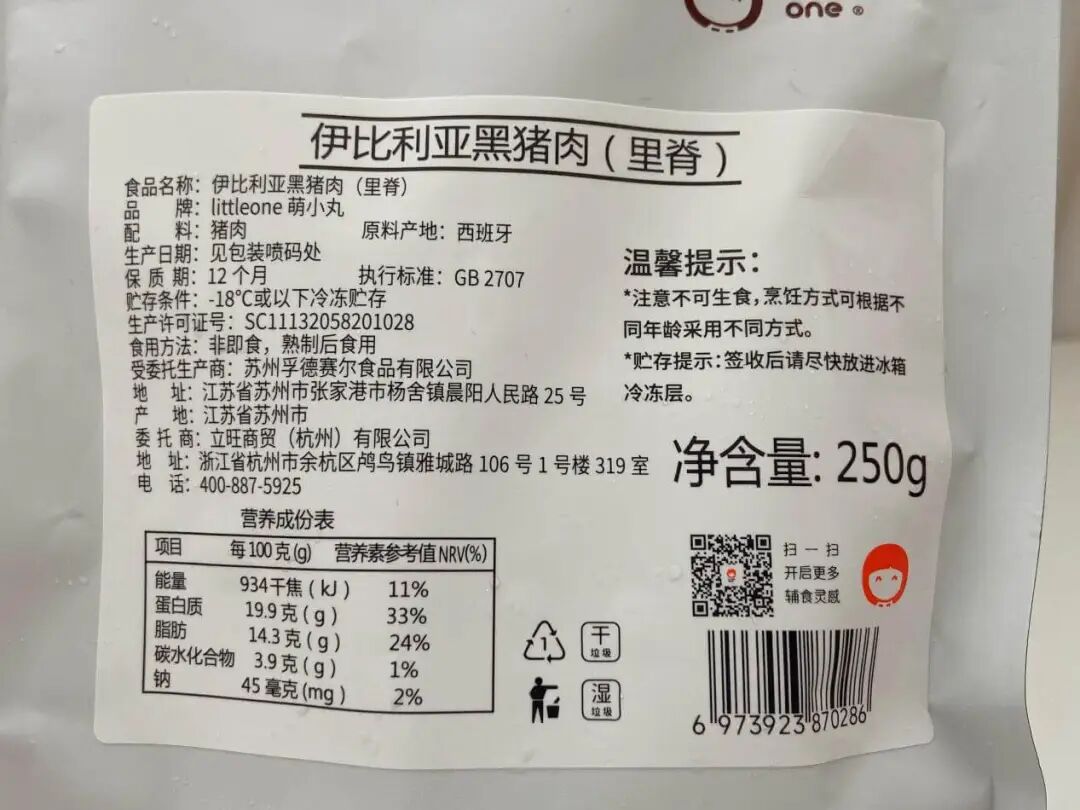 one ®
伊比利亚黑猪肉（里脊）
食品名称：伊比利亚黑猪肉（里脊）
品 牌：littleone 萌小丸
配 料：猪肉 原料产地：西班牙
生产日期：见包装喷码处
保 质 期：12 个月 执行标准：GB 2707
贮存条件：-18℃或以下冷冻贮存
生产许可证号：SC11132058201028
食用方法：非即食，熟制后食用
受委托生产商：苏州孚德赛尔食品有限公司
地 址：江苏省苏州市张家港市杨舍镇晨阳人民路 25 号
产 地：江苏省苏州市
委 托 商：立旺商贸（杭州）有限公司
地 址：浙江省杭州市余杭区鸬鸟镇雅城路 106 号 1 号楼 319 室
电 话：400-887-5925
温馨提示：
*注意不可生食，烹饪方式可根据不
同年龄采用不同方式。
*贮存提示：签收后请尽快放进冰箱
冷冻层。
净含量: 250g
营养成份表
项目 每100克(g) 营养素参考值NRV(%)
能量 934千焦（kJ） 11%
蛋白质 19.9克（g） 33%
脂肪 14.3克（g） 24%
碳水化合物 3.9克（g） 1%
钠 45毫克(mg） 2%
扫一扫
开启更多
辅食灵感
1
干
垃圾
湿
垃圾
6 973923 870286